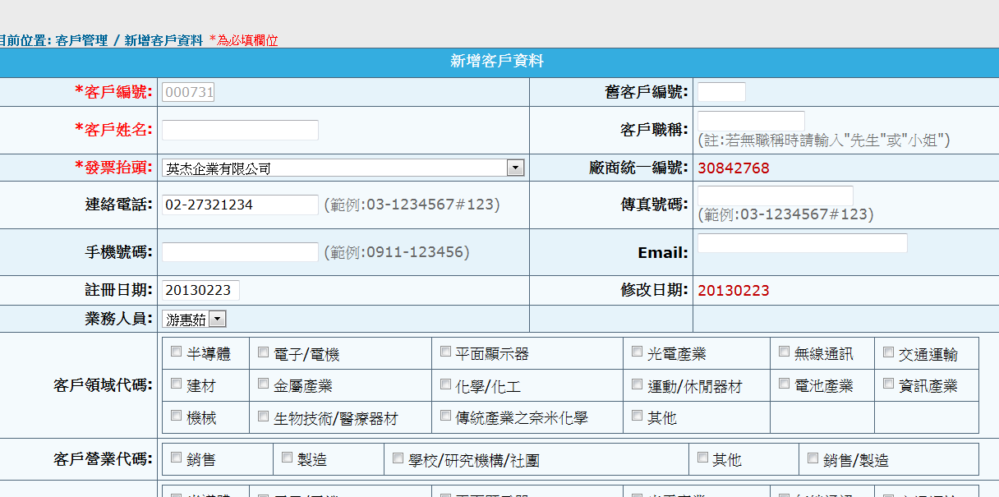 目前位置: 客戶管理 / 新增客戶資料 *為必填欄位
新增客戶資料
*客戶編號: 000731 舊客戶編號:
*客戶姓名: 客戶職稱:
(註:若無職稱時請輸入"先生"或"小姐")
*發票抬頭: 英杰企業有限公司 廠商統一編號: 30842768
連絡電話: 02-27321234 (範例:03-1234567#123) 傳真號碼:
(範例:03-1234567#123)
手機號碼: (範例:0911-123456) Email:
註冊日期: 20130223 修改日期: 20130223
業務人員: 游惠茹
半導體 電子/電機 平面顯示器 光電產業 無線通訊 交通運輸
客戶領域代碼: 建材 金屬產業 化學/化工 運動/休閒器材 電池產業 資訊產業
機械 生物技術/醫療器材 傳統產業之奈米化學 其他
客戶營業代碼: 銷售 製造 學校/研究機構/社團 其他 銷售/製造